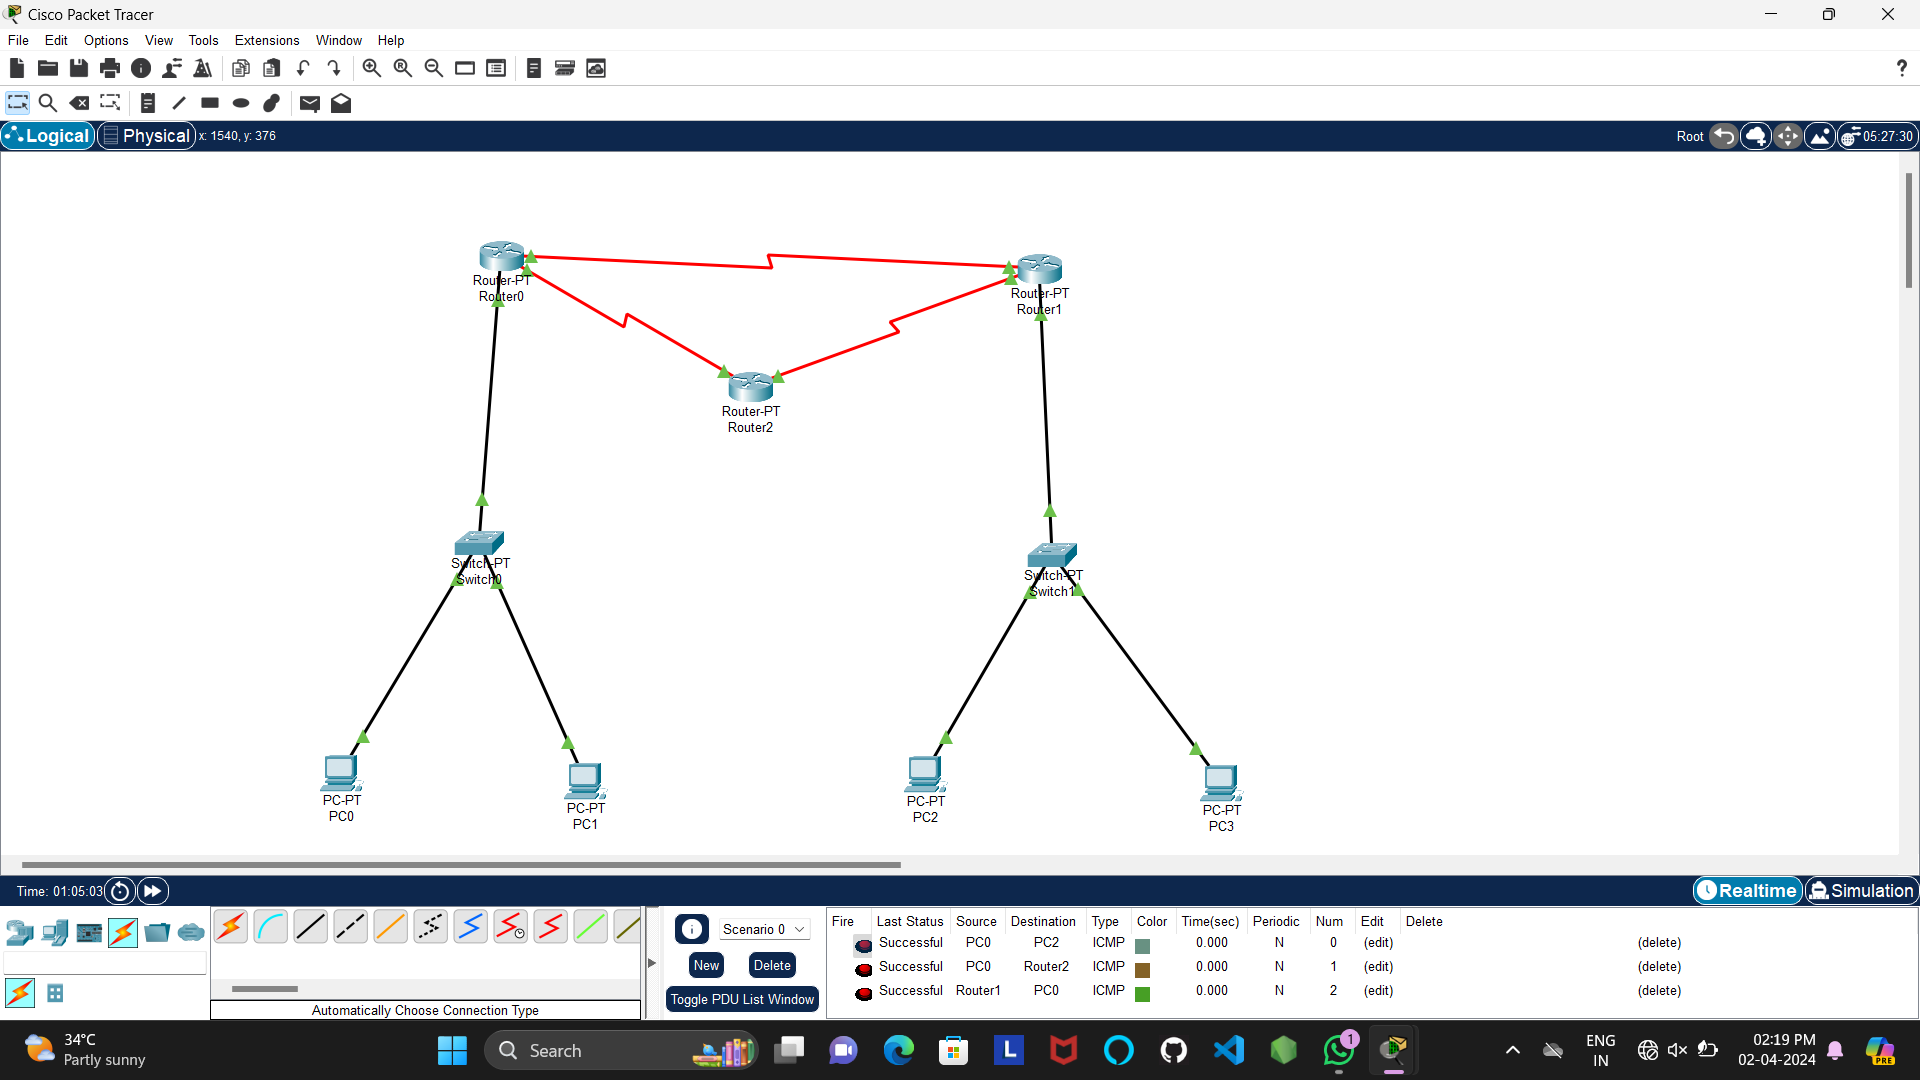 Cisco Packet Tracer
File Edit Options View Tools Extensions Window Help
?
Logical Physical x: 1540, y: 376 Root 05:27:30
Router-PT
Router0
Router-PT
Router1
Router-PT
Router2
Switch-PT
Switch0
Switch-PT
Switch1
PC-PT
PC0
PC-PT
PC1
PC-PT
PC2
PC-PT
PC3
Time: 01:05:03 Realtime Simulation
Scenario 0
New Delete
Toggle PDU List Window
Automatically Choose Connection Type
Fire Last Status Source Destination Type Color Time(sec) Periodic Num Edit Delete
Successful PC0 PC2 ICMP 0.000 N 0 (edit) (delete)
Successful PC0 Router2 ICMP 0.000 N 1 (edit) (delete)
Successful Router1 PC0 ICMP 0.000 N 2 (edit) (delete)
34°C
Partly sunny
Search
L
1
ENG
IN
02:19 PM
02-04-2024
PRE